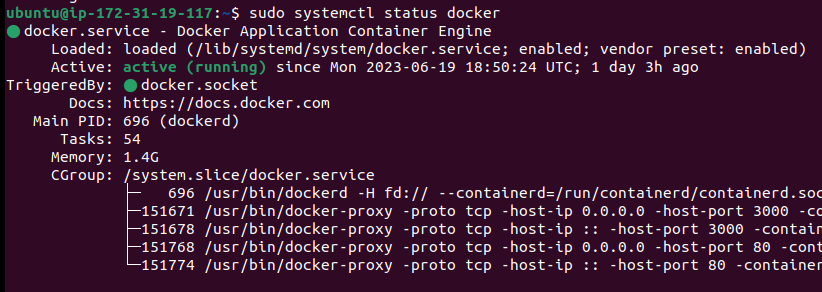 ubuntu@ip-172-31-19-117:~$ sudo systemctl status docker
● docker.service - Docker Application Container Engine
Loaded: loaded (/lib/systemd/system/docker.service; enabled; vendor preset: enabled)
Active: active (running) since Mon 2023-06-19 18:50:24 UTC; 1 day 3h ago
TriggeredBy: ● docker.socket
Docs: https://docs.docker.com
Main PID: 696 (dockerd)
Tasks: 54
Memory: 1.4G
CGroup: /system.slice/docker.service
├─ 696 /usr/bin/dockerd -H fd:// --containerd=/run/containerd/containerd.soc
├─151671 /usr/bin/docker-proxy -proto tcp -host-ip 0.0.0.0 -host-port 3000 -co
├─151678 /usr/bin/docker-proxy -proto tcp -host-ip :: -host-port 3000 -contain
├─151768 /usr/bin/docker-proxy -proto tcp -host-ip 0.0.0.0 -host-port 80 -cont
└─151774 /usr/bin/docker-proxy -proto tcp -host-ip :: -host-port 80 -container